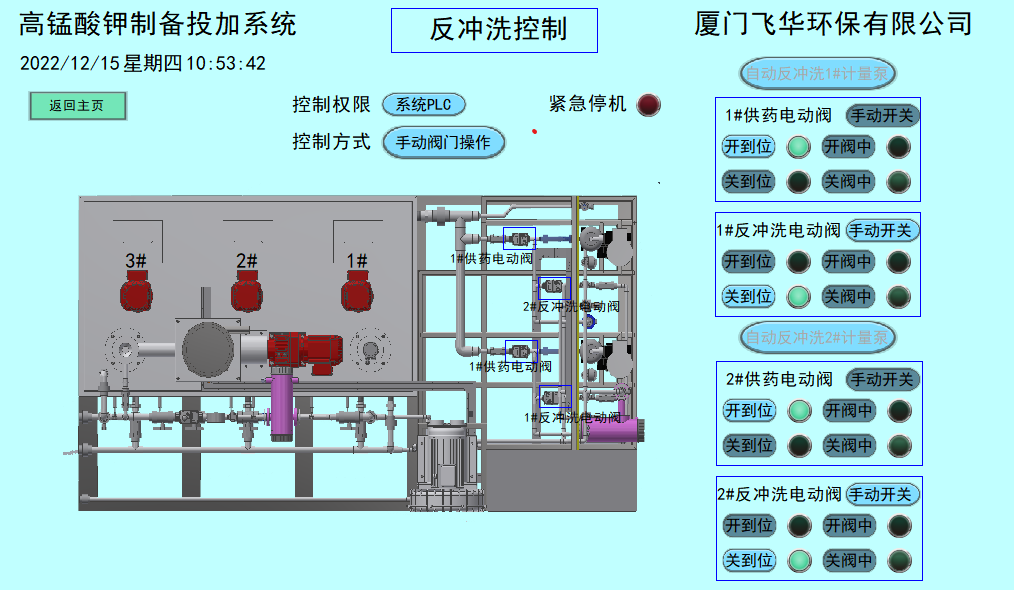 高锰酸钾制备投加系统
反冲洗控制
厦门飞华环保有限公司
2022/12/15 星期四 10:53:42
返回主页
控制权限 系统PLC 紧急停机
控制方式 手动阀门操作
自动反冲洗1#计量泵
1#供药电动阀 手动开关
开到位 开阀中
关到位 关阀中
1#反冲洗电动阀 手动开关
开到位 开阀中
关到位 关阀中
自动反冲洗2#计量泵
2#供药电动阀 手动开关
开到位 开阀中
关到位 关阀中
2#反冲洗电动阀 手动开关
开到位 开阀中
关到位 关阀中
3# 2# 1#
1#供药电动阀
2#反冲洗电动阀
1#供药电动阀
1#反冲洗电动阀